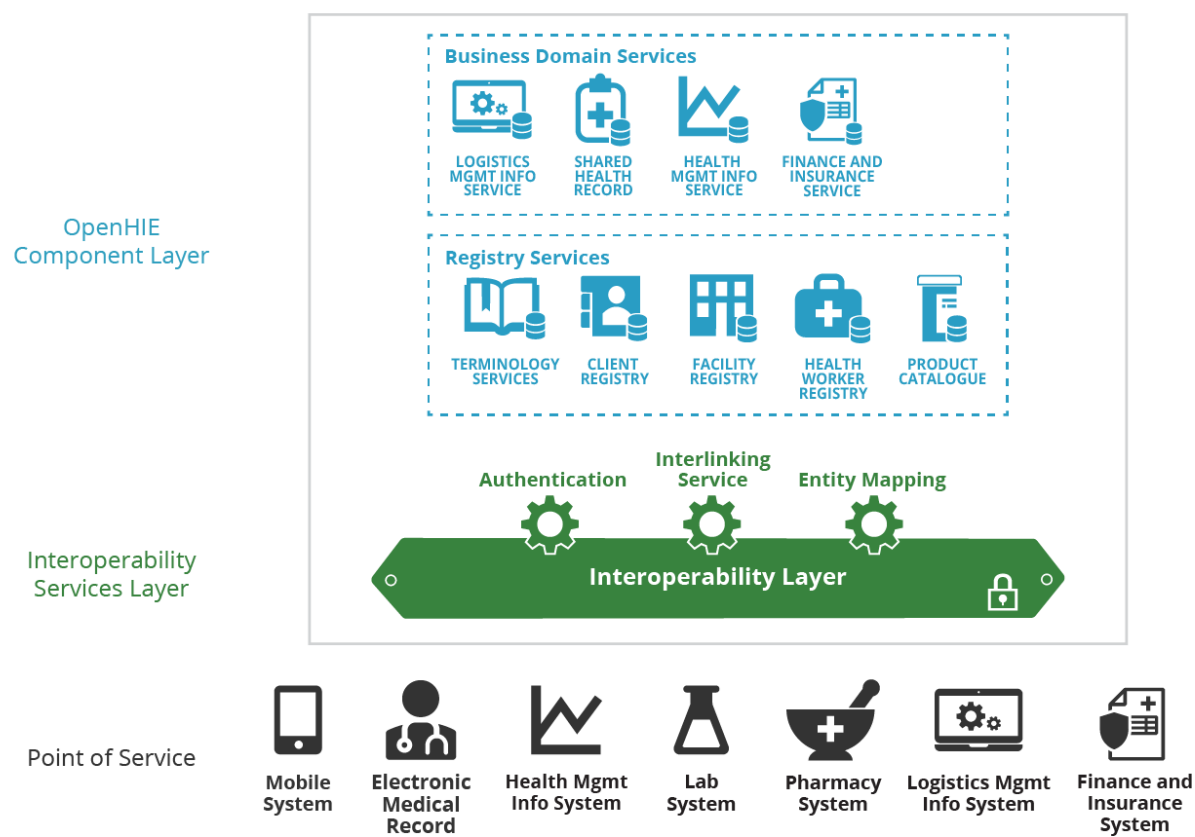 Business Domain Services
LOGISTICS
MGMT INFO
SERVICE
SHARED
HEALTH
RECORD
HEALTH
MGMT INFO
SERVICE
FINANCE AND
INSURANCE
SERVICE
OpenHIE
Component Layer
Registry Services
TERMINOLOGY
SERVICES
CLIENT
REGISTRY
FACILITY
REGISTRY
HEALTH
WORKER
REGISTRY
PRODUCT
CATALOGUE
Authentication
Interlinking
Service
Entity Mapping
Interoperability
Services Layer
Interoperability Layer
Point of Service
Mobile
System
Electronic
Medical
Record
Health Mgmt
Info System
Lab
System
Pharmacy
System
Logistics Mgmt
Info System
Finance and
Insurance
System